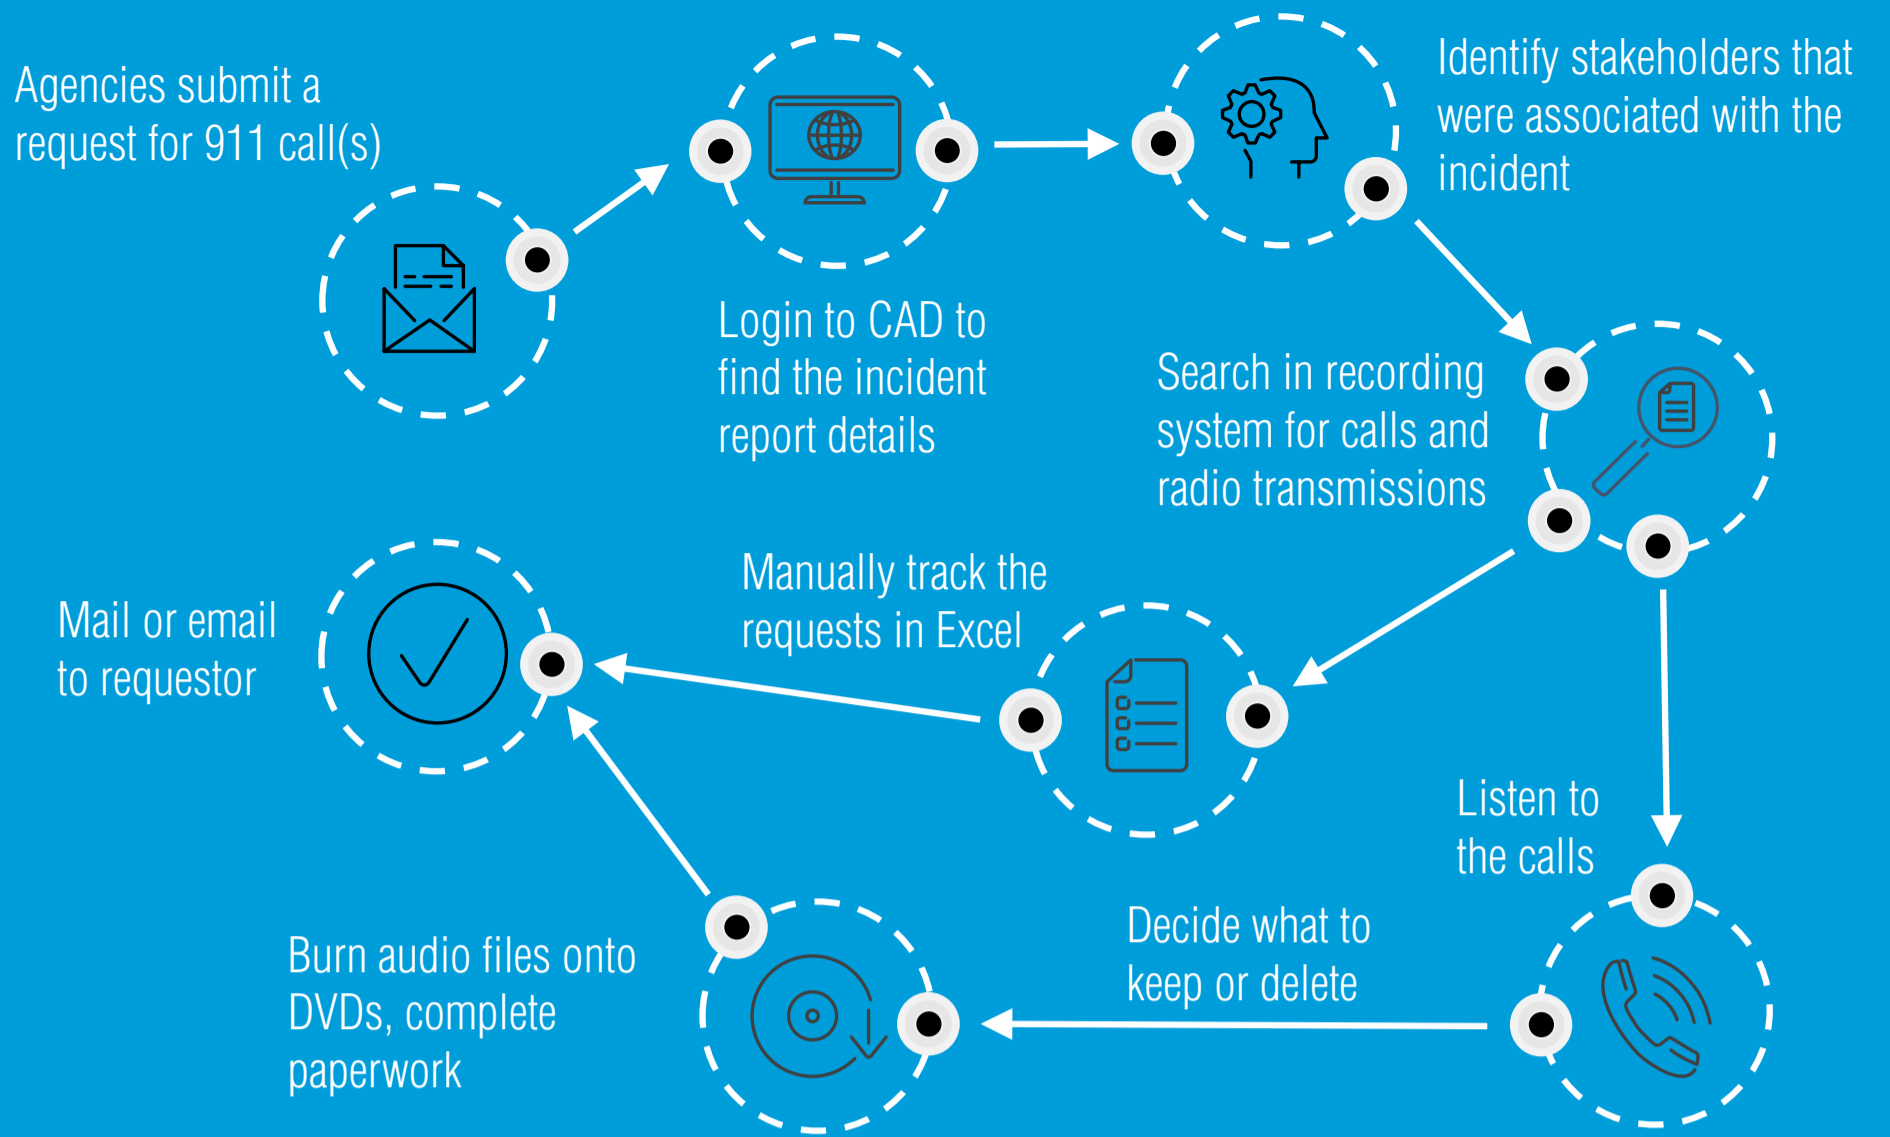 Agencies submit a
request for 911 call(s)
Login to CAD to
find the incident
report details
Identify stakeholders that
were associated with the
incident
Search in recording
system for calls and
radio transmissions
Manually track the
requests in Excel
Mail or email
to requestor
Listen to
the calls
Decide what to
keep or delete
Burn audio files onto
DVDs, complete
paperwork